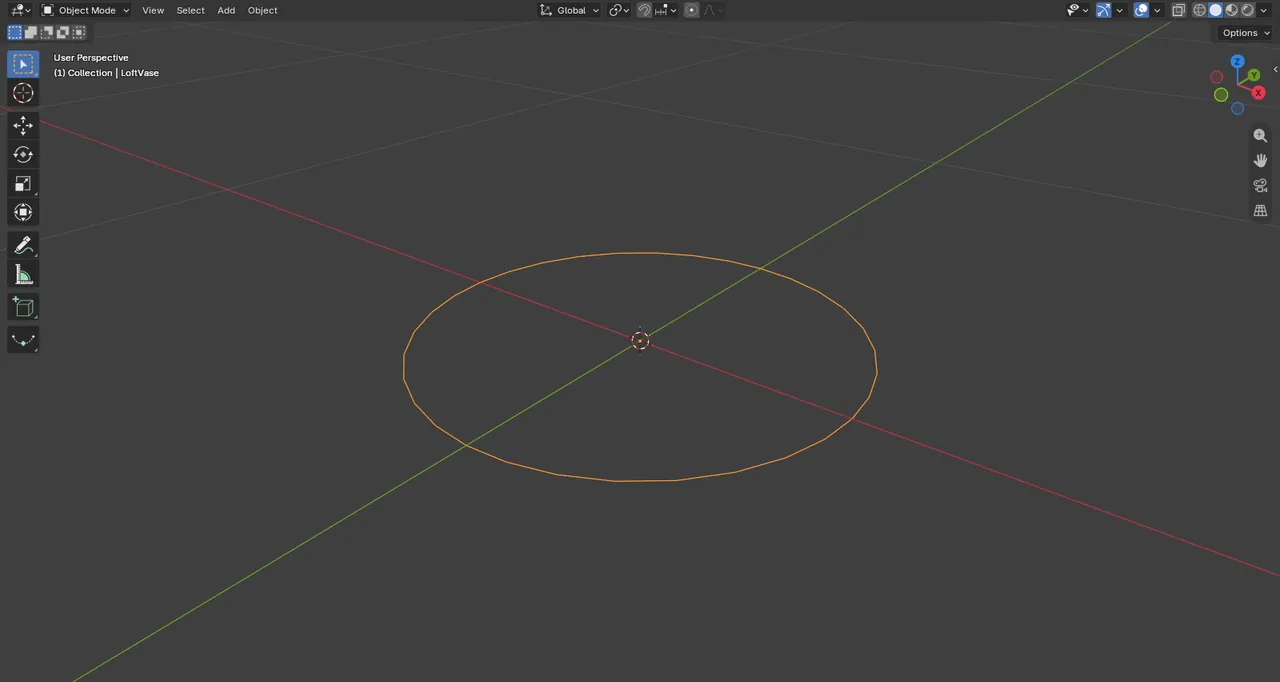 Object Mode View Select Add Object Global
Options
User Perspective
(1) Collection | LoftVase
Z
Y
X